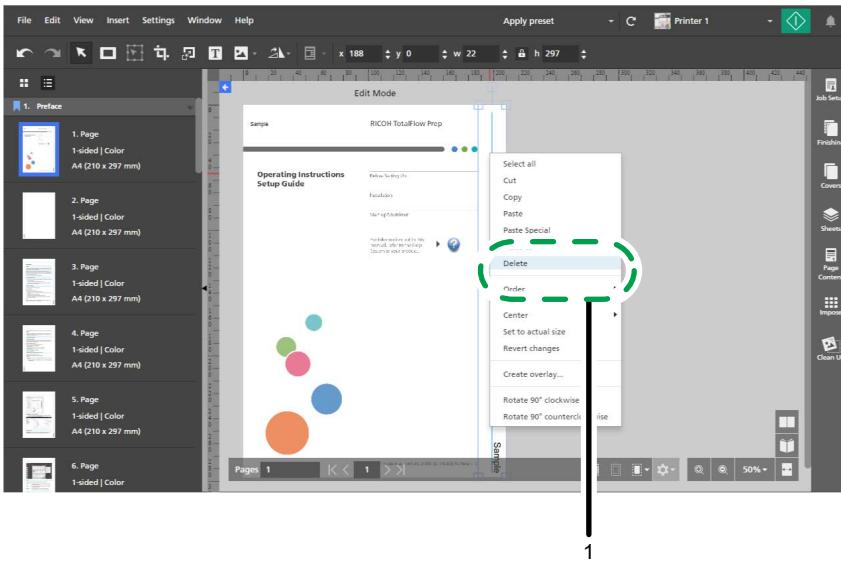 File Edit View Insert Settings Window Help Apply preset Printer 1
x 188 y 0 w 22 h 297
Edit Mode
1. Preface
1. Page
1-sided | Color
A4 (210 x 297 mm)
2. Page
1-sided | Color
A4 (210 x 297 mm)
3. Page
1-sided | Color
A4 (210 x 297 mm)
4. Page
1-sided | Color
A4 (210 x 297 mm)
5. Page
1-sided | Color
A4 (210 x 297 mm)
6. Page
1-sided | Color
Sample
RICOH TotalFlow Prep
Operating Instructions
Setup Guide
Installation
Select all
Cut
Copy
Paste
Paste Special
Delete
Order
Center
Set to actual size
Revert changes
Create overlay...
Rotate 90° clockwise
Rotate 90° counterclockwise
Sample
Pages 1
1
50%
Job Setu
Finishin
Covers
Sheets
Page
Conten
Impose
Clean U
1